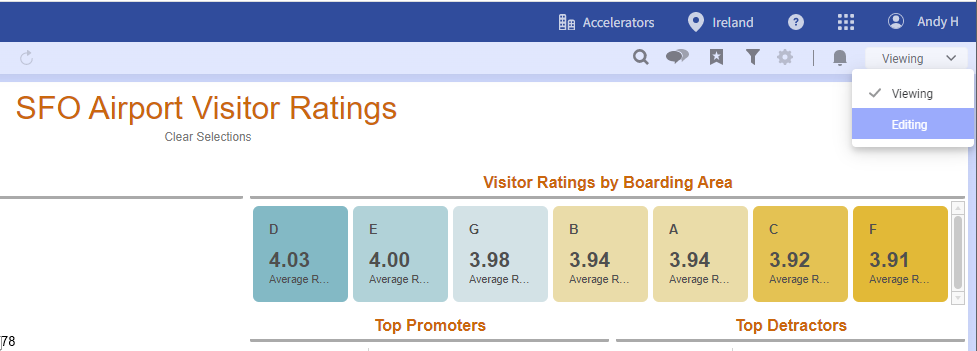 Accelerators Ireland ? Andy H
Viewing
Viewing
Editing
SFO Airport Visitor Ratings
Clear Selections
Visitor Ratings by Boarding Area
D E G B A C F
4.03 4.00 3.98 3.94 3.94 3.92 3.91
Average R... Average R... Average R... Average R... Average R... Average R... Average R...
Top Promoters Top Detractors
78